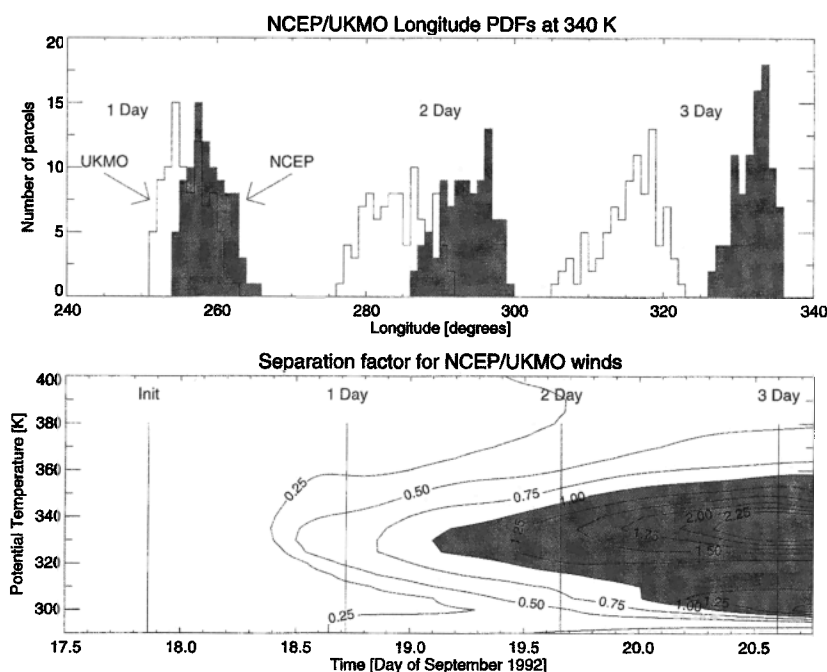 NCEP/UKMO Longitude PDFs at 340 K
20
15
10
5
0
Number of parcels
1 Day
2 Day
3 Day
UKMO
NCEP
240
260
280
300
320
340
Longitude [degrees]
Separation factor for NCEP/UKMO winds
400
380
360
340
320
300
Potential Temperature [K]
Init
1 Day
2 Day
3 Day
0.25
0.50
0.75
1.00
1.25
2.00
2.25
1.75
1.50
0.25
0.50
0.75
1.00
1.25
17.5
18.0
18.5
19.0
19.5
20.0
20.5
Time [Day of September 1992]